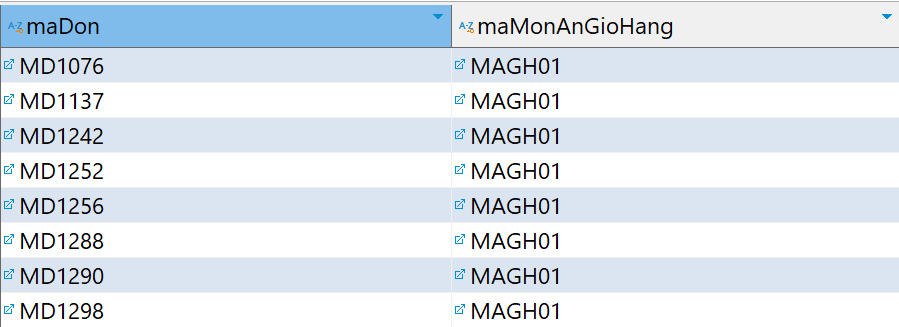 A-Z maDon A-Z maMonAnGioHang
MD1076 MAGH01
MD1137 MAGH01
MD1242 MAGH01
MD1252 MAGH01
MD1256 MAGH01
MD1288 MAGH01
MD1290 MAGH01
MD1298 MAGH01